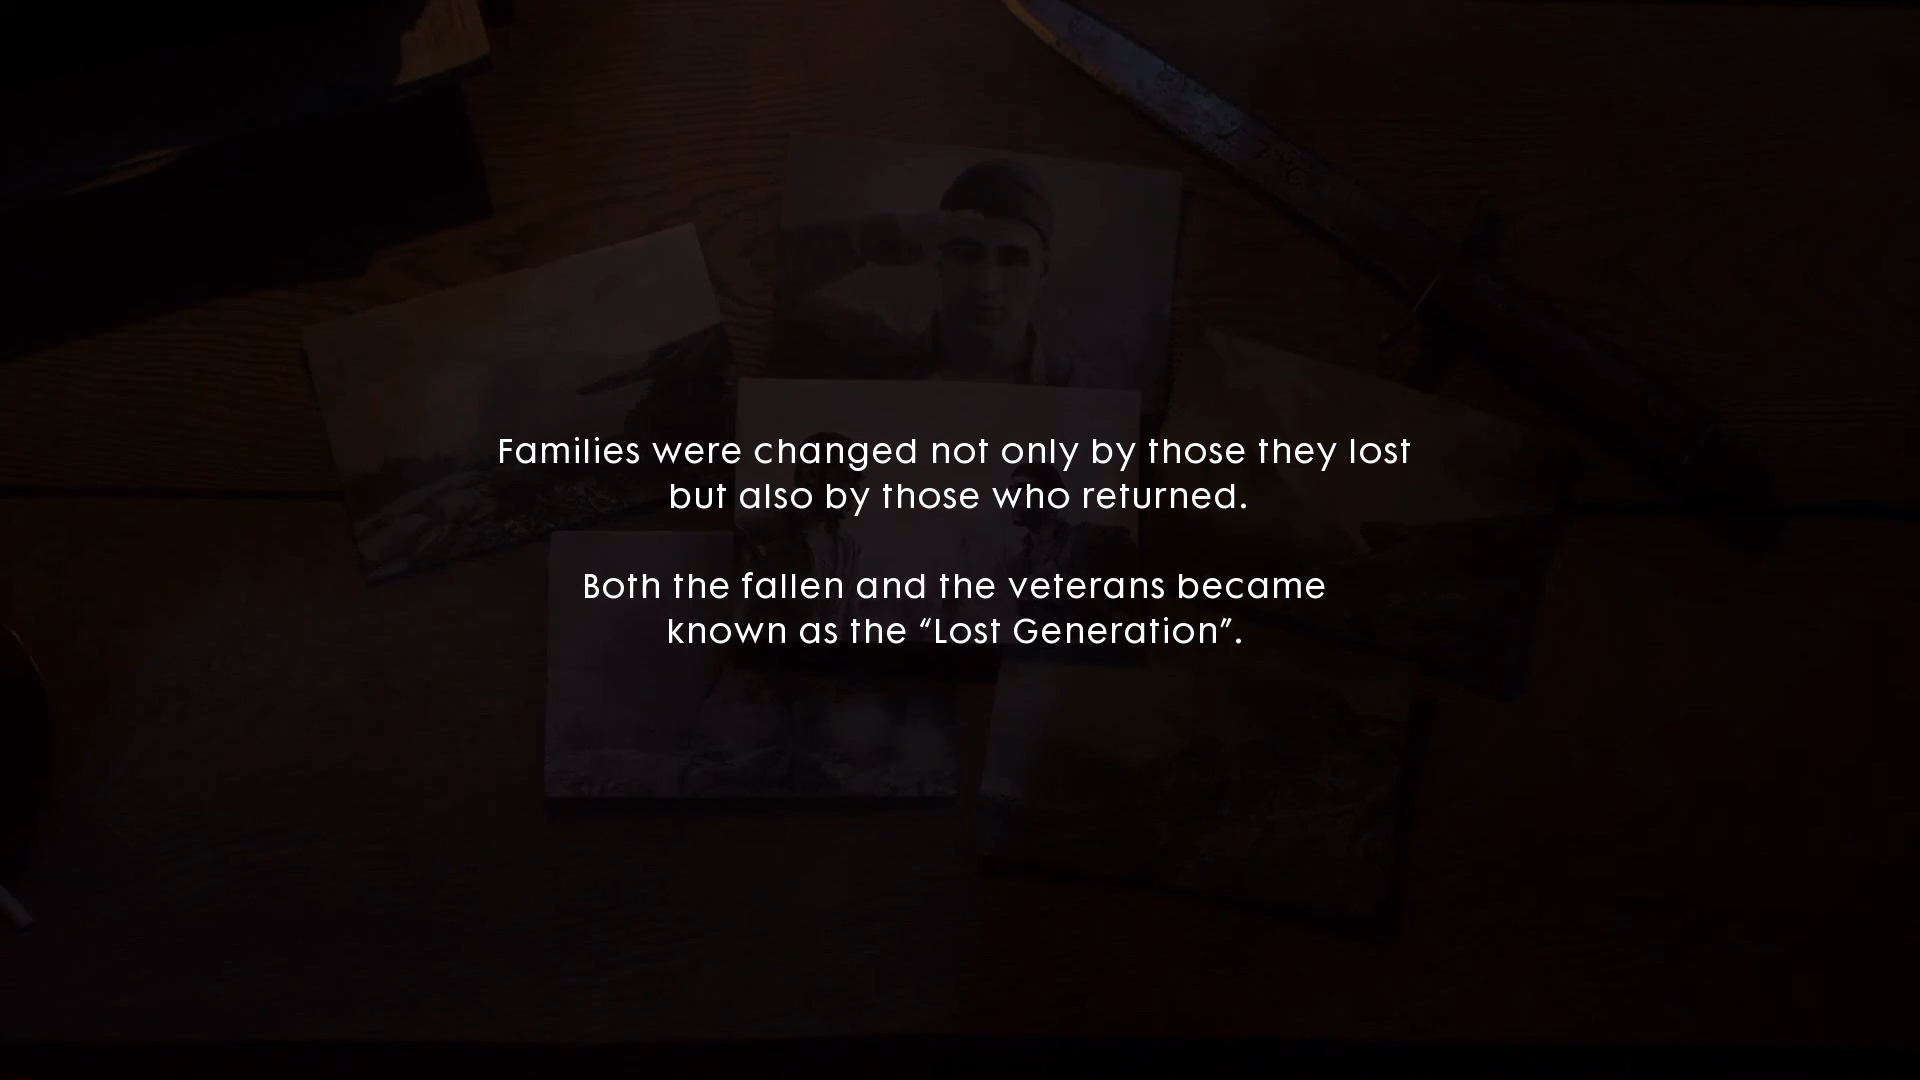 Families were changed not only by those they lost
but also by those who returned.
Both the fallen and the veterans became
known as the “Lost Generation”.